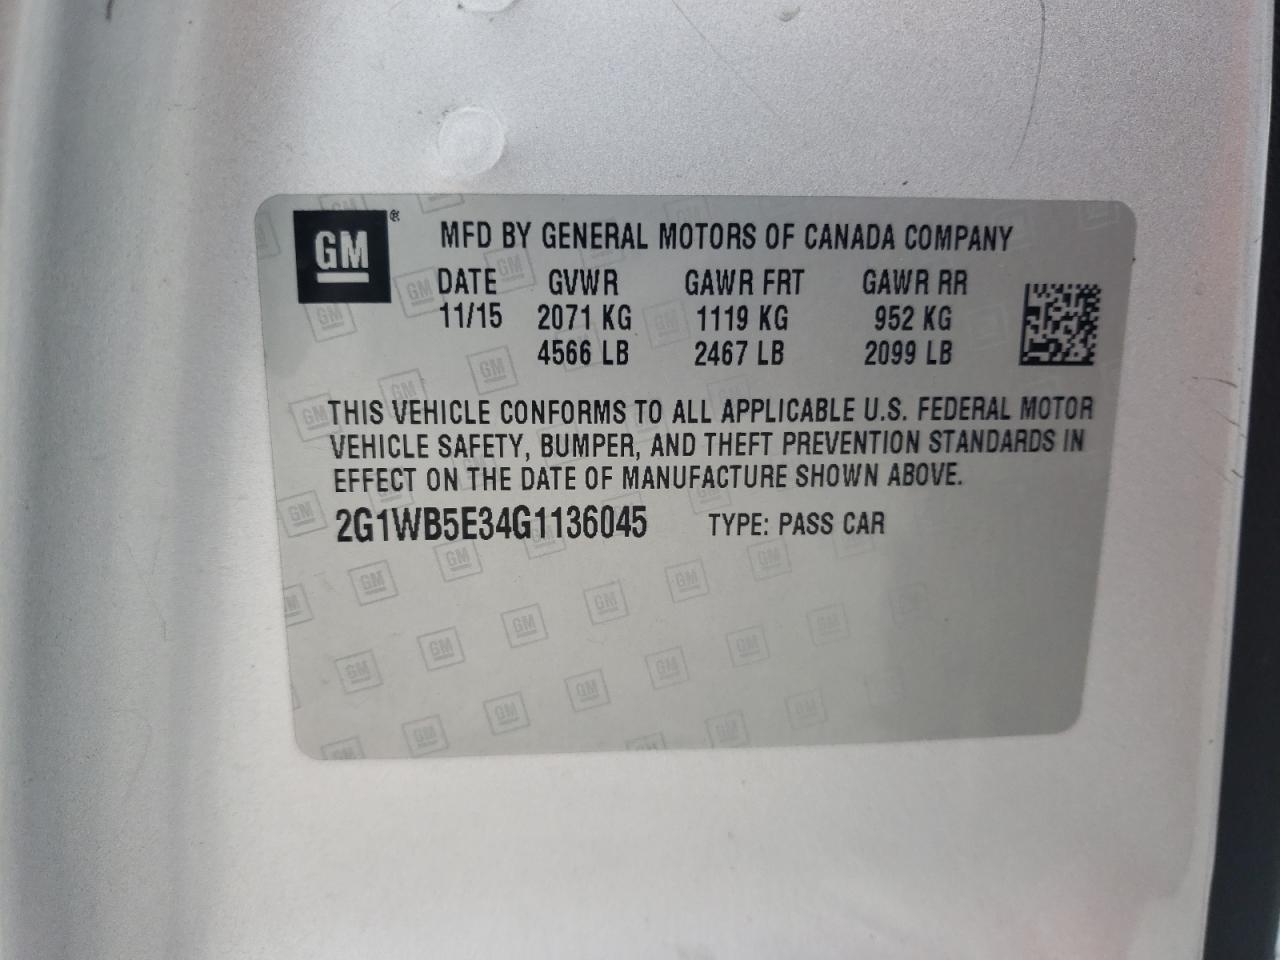 GM®
MFD BY GENERAL MOTORS OF CANADA COMPANY
DATE GVWR GAWR FRT GAWR RR
11/15 2071 KG 1119 KG 952 KG
4566 LB 2467 LB 2099 LB
THIS VEHICLE CONFORMS TO ALL APPLICABLE U.S. FEDERAL MOTOR
VEHICLE SAFETY, BUMPER, AND THEFT PREVENTION STANDARDS IN
EFFECT ON THE DATE OF MANUFACTURE SHOWN ABOVE.
2G1WB5E34G1136045 TYPE: PASS CAR